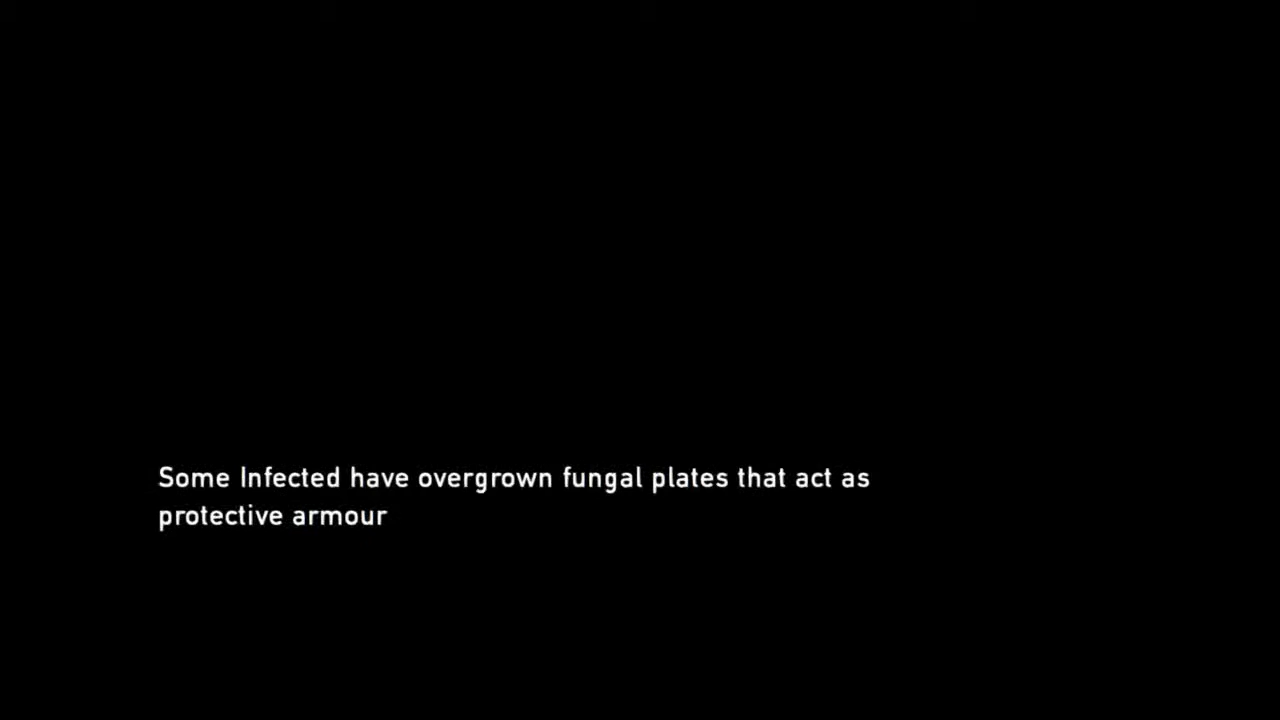 Some Infected have overgrown fungal plates that act as
protective armour